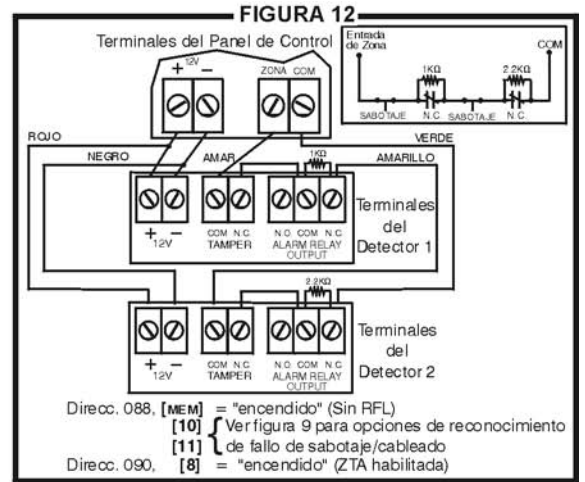 FIGURA 12
Terminales del Panel de Control
+ 12V −
ZONA COM
Entrada
de Zona
COM
1KΩ
2.2KΩ
SABOTAJE N.C. SABOTAJE N.C.
ROJO
VERDE
NEGRO
AMAR
AMARILLO
1KΩ
+ 12V −
COM N.C.
TAMPER
N.O. COM N.C.
ALARM RELAY
OUTPUT
Terminales
del
Detector 1
2.2KΩ
+ 12V −
COM N.C.
TAMPER
N.O. COM N.C.
ALARM RELAY
OUTPUT
Terminales
del
Detector 2
Direcc. 088, [MEM] = "encendido" (Sin RFL)
[10] { Ver figura 9 para opciones de reconocimiento
[11] de fallo de sabotaje/cableado
Direcc. 090, [8] = "encendido" (ZTA habilitada)